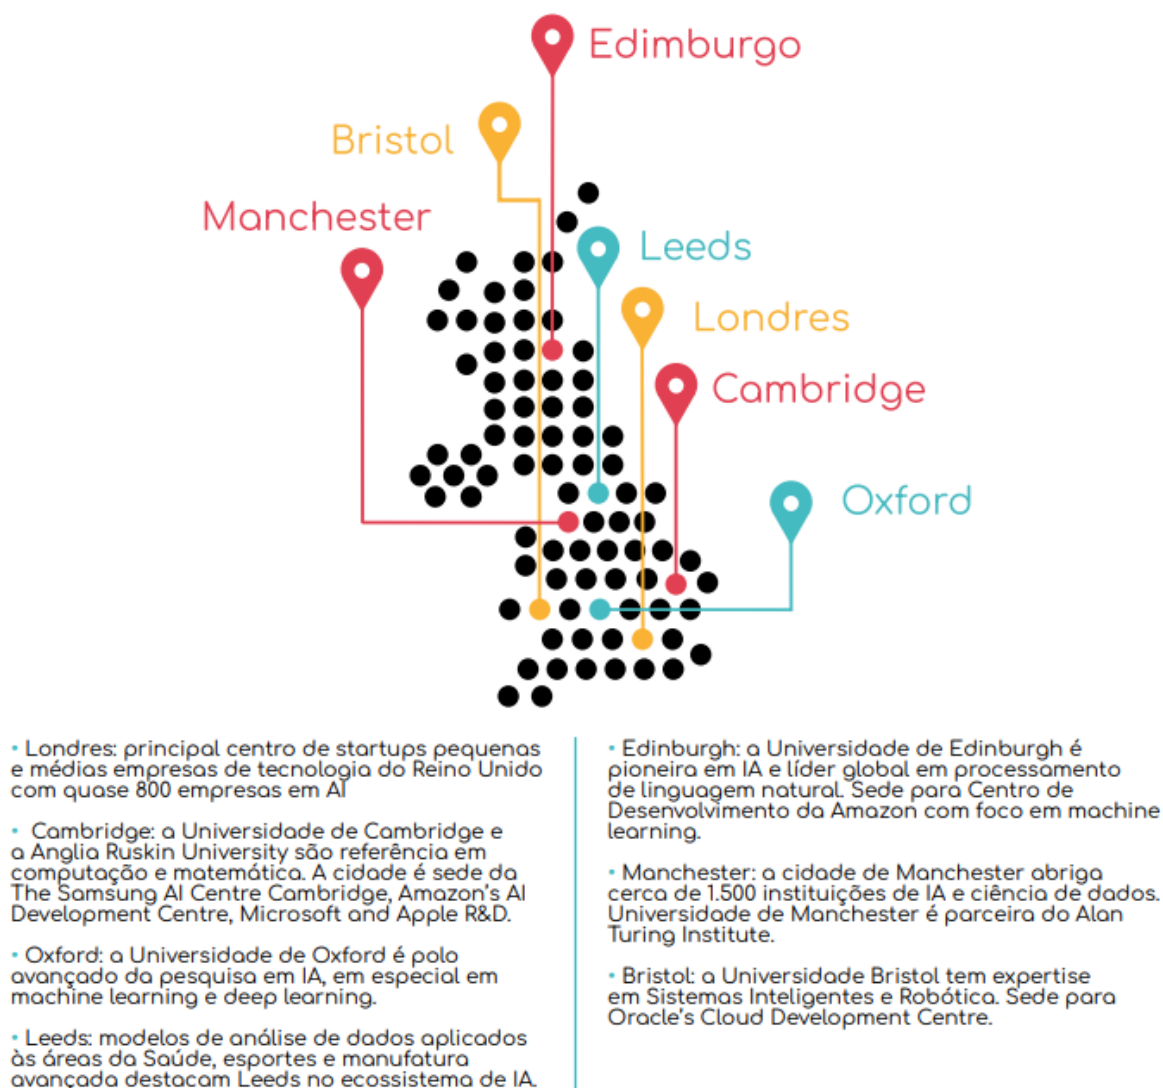 Edimburgo
Bristol
Manchester
Leeds
Londres
Cambridge
Oxford
• Londres: principal centro de startups pequenas
e médias empresas de tecnologia do Reino Unido
com quase 800 empresas em AI
• Cambridge: a Universidade de Cambridge e
a Anglia Ruskin University são referência em
computação e matemática. A cidade é sede da
The Samsung AI Centre Cambridge, Amazon's AI
Development Centre, Microsoft and Apple R&D.
• Oxford: a Universidade de Oxford é polo
avançado da pesquisa em IA, em especial em
machine learning e deep learning.
• Leeds: modelos de análise de dados aplicados
às áreas da Saúde, esportes e manufatura
avançada destacam Leeds no ecossistema de IA.
• Edinburgh: a Universidade de Edinburgh é
pioneira em IA e líder global em processamento
de linguagem natural. Sede para Centro de
Desenvolvimento da Amazon com foco em machine
learning.
• Manchester: a cidade de Manchester abriga
cerca de 1.500 instituições de IA e ciência de dados.
Universidade de Manchester é parceira do Alan
Turing Institute.
• Bristol: a Universidade Bristol tem expertise
em Sistemas Inteligentes e Robótica. Sede para
Oracle's Cloud Development Centre.